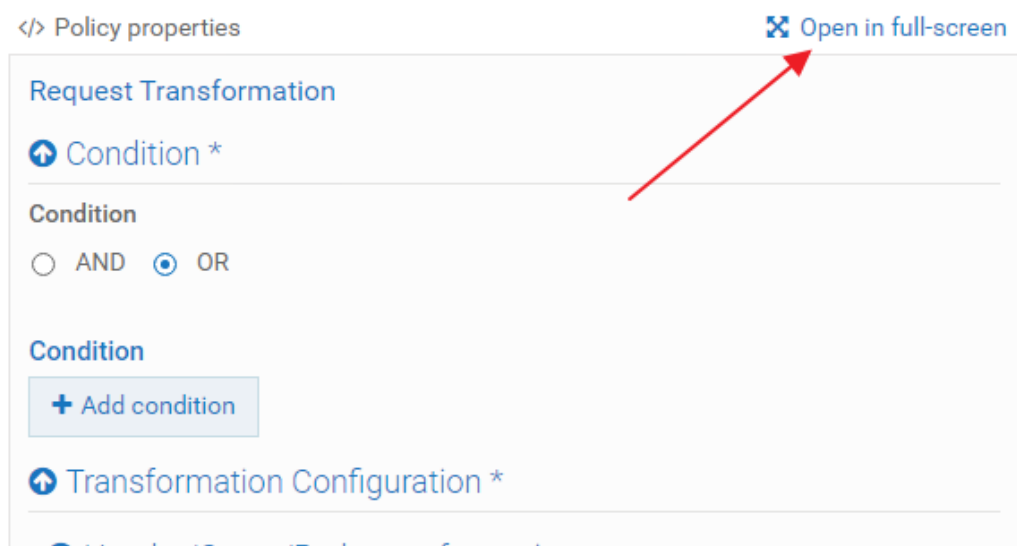 </> Policy properties
Open in full-screen
Request Transformation
Condition *
Condition
AND OR
Condition
+ Add condition
Transformation Configuration *